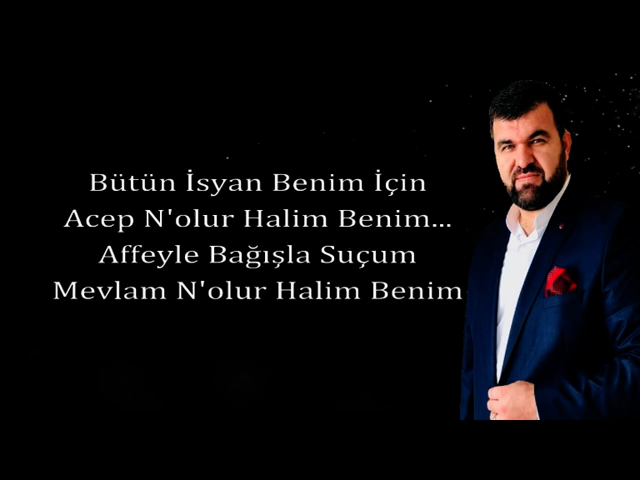 Bütün İsyan Benim İçin
Acep N'olur Halim Benim...
Affeyle Bağışla Suçum
Mevlam N'olur Halim Benim